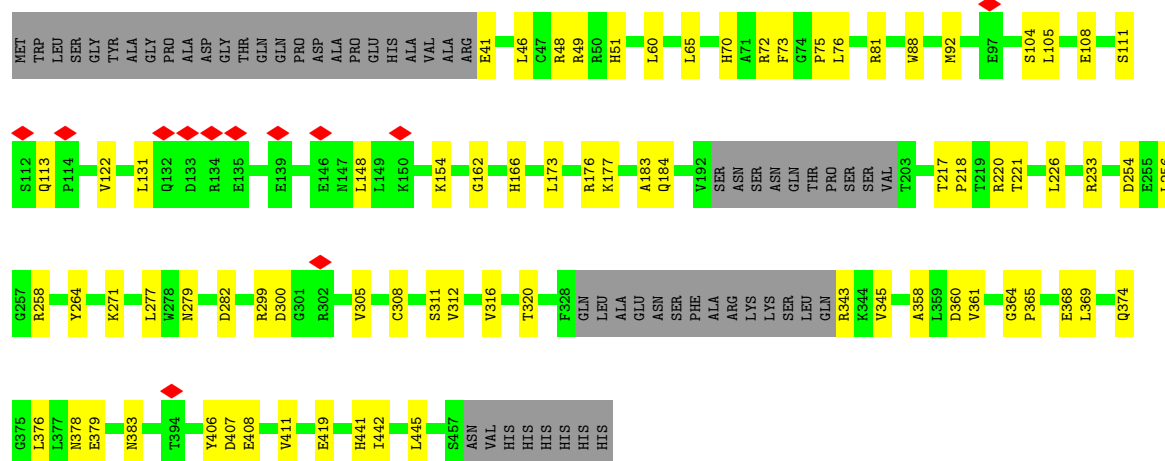 MET TRP LEU SER GLY TYR ALA GLY PRO ALA ASP GLY THR GLN GLN PRO ASP ALA PRO GLU HIS ALA VAL ALA ARG E41 L46 C47 R48 R49 R50 H51 L60 L65 H70 A71 R72 F73 G74 P75 L76 R81 W88 M92 E97 S104 L105 E108 S111
S112 Q113 P114 V122 L131 Q132 D133 R134 E135 E139 E146 N147 L148 L149 K150 K154 G162 H166 L173 R176 K177 A183 Q184 V192 SER ASN SER ASN GLN THR PRO SER SER VAL T203 T217 P218 T219 R220 T221 L226 R233 D254 E255 L256
G257 R258 Y264 K271 L277 W278 N279 D282 R299 D300 G301 R302 V305 C308 S311 V312 V316 T320 F328 GLN LEU ALA GLU ASN SER PHE ALA ARG LYS LYS SER LEU GLN R343 K344 V345 A358 L359 D360 V361 G364 P365 E368 L369 Q374
G375 L376 L377 N378 E379 N383 T394 Y406 D407 E408 V411 E419 H441 I442 L445 S457 ASN VAL HIS HIS HIS HIS HIS HIS